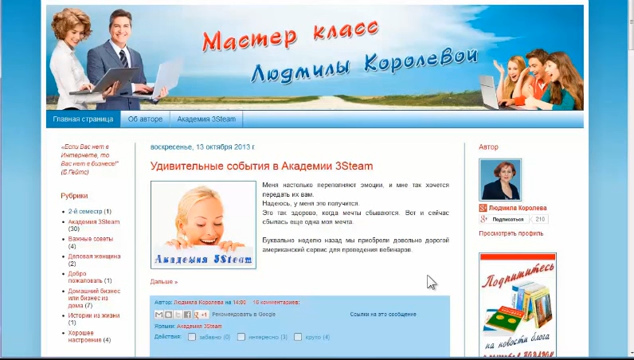 Мастер класс
Людмилы Королевой
Главная страница
Об авторе
Академия 3Steam
«Если Вас нет в
Интернете, то
Вас нет в бизнесе!"
(Б.Гейтс)
Рубрики
2-й семестр (1)
Академия 3Steam
(30)
Важные советы
(4)
Деловая женщина
(2)
Добро
пожаловать (1)
Домашний бизнес
или бизнес из
дома (7)
Истории из жизни
(1)
Хорошее
настроения (4)
воскресенье, 13 октября 2013 г.
Удивительные события в Академии 3Steam
Академия 3Steam
Меня настолько переполняют эмоции, и мне так хочется
передать их вам.
Надеюсь, у меня это получится.
Это так здорово, когда мечты сбываются. Вот и сейчас
сбылась еще одна моя мечта.
Буквально неделю назад мы приобрели довольно дорогой
американский сервис для проведения вебинаров.
Дальше »
Автор: Людмила Королева на 14:50 комментариев:
Рекомендовать в Google
Ссылки на это сообщение
Ярлыки: Академия 3Steam
Действия: забавно (0) интересно (3) круто (4)
Автор
Людмила Королева
Подписаться 210
Просмотреть профиль
Подпишитесь
на новости блога